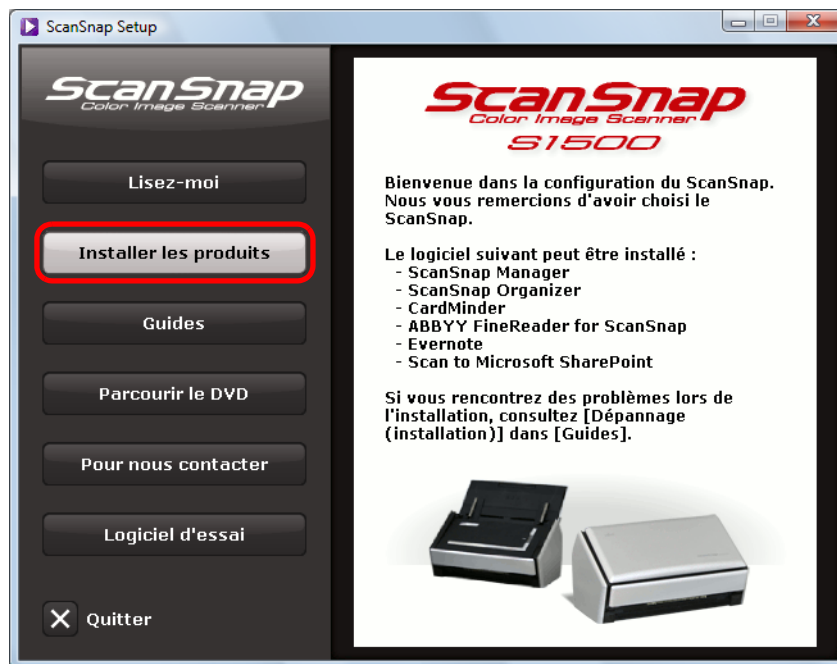 ScanSnap Setup
ScanSnap
Color Image Scanner
Lisez-moi
Installer les produits
Guides
Parcourir le DVD
Pour nous contacter
Logiciel d'essai
Quitter
ScanSnap
Color Image Scanner
S1500
Bienvenue dans la configuration du ScanSnap.
Nous vous remercions d'avoir choisi le
ScanSnap.
Le logiciel suivant peut être installé :
- ScanSnap Manager
- ScanSnap Organizer
- CardMinder
- ABBYY FineReader for ScanSnap
- Evernote
- Scan to Microsoft SharePoint
Si vous rencontrez des problèmes lors de
l'installation, consultez [Dépannage
(installation)] dans [Guides].